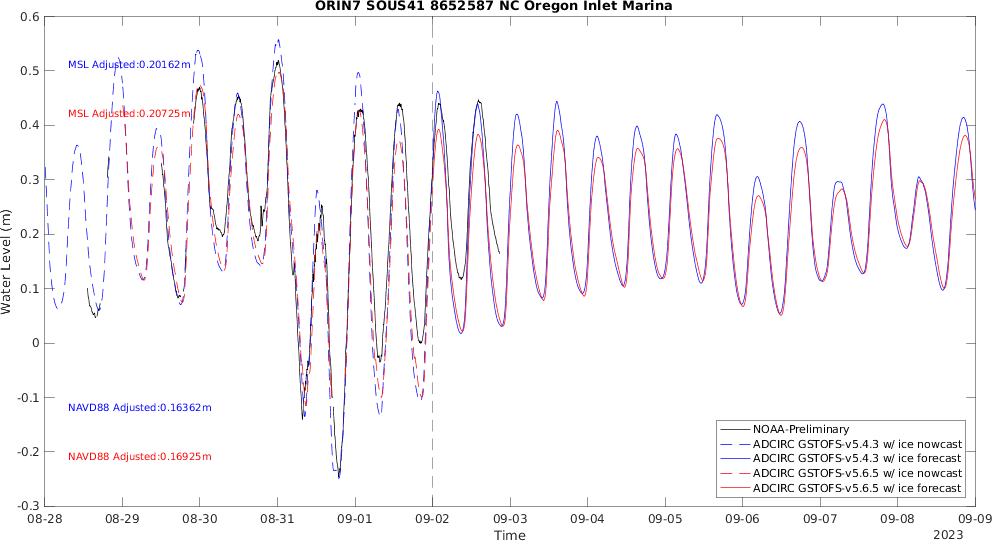 ORIN7 SOUS41 8652587 NC Oregon Inlet Marina
0.6
0.5
0.4
0.3
0.2
0.1
0
-0.1
-0.2
-0.3
Water Level (m)
MSL Adjusted:0.20162m
MSL Adjusted:0.20725m
NAVD88 Adjusted:0.16362m
NAVD88 Adjusted:0.16925m
NOAA-Preliminary
ADCIRC GSTOFS-v5.4.3 w/ ice nowcast
ADCIRC GSTOFS-v5.4.3 w/ ice forecast
ADCIRC GSTOFS-v5.6.5 w/ ice nowcast
ADCIRC GSTOFS-v5.6.5 w/ ice forecast
08-28 08-29 08-30 08-31 09-01 09-02 09-03 09-04 09-05 09-06 09-07 09-08 09-09
Time
2023